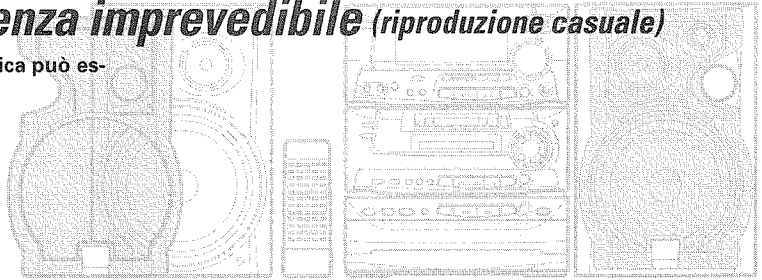 enza imprevedibile (riproduzione casuale)
ica può es-